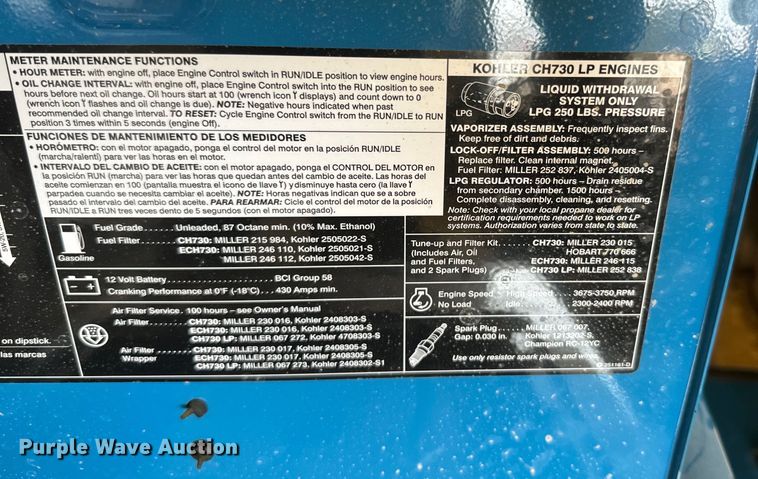 METER MAINTENANCE FUNCTIONS
• HOUR METER: with engine off, place Engine Control switch in RUN/IDLE position to view engine hours.
• OIL CHANGE INTERVAL: with engine off, place Engine Control switch into the RUN position to see
hours before next oil change. Oil hours start at 100 (wrench icon displays) and count down to 0
(wrench icon flashes and oil change is due). NOTE: Negative hours indicated when past
recommended oil change interval. TO RESET: Cycle Engine Control switch from the RUN/IDLE to RUN
position 3 times within 5 seconds (engine Off).
FUNCIONES DE MANTENIMIENTO DE LOS MEDIDORES
• HORÓMETRO: con el motor apagado, ponga el control del motor en la posición RUN/IDLE
(marcha/ralentí) para ver las horas en el motor.
• INTERVALO DEL CAMBIO DE ACEITE: con el motor apagado, ponga el CONTROL DEL MOTOR en
la posición RUN (marcha) para ver las horas que quedan antes del cambio de aceite. Las horas del
aceite comienzan en 100 (pantalla muestra el icono de llave) y disminuye hasta cero (la llave
parpadea cuando se necesita cambiar el aceite). NOTA: Horas negativas indican que se a sobre
pasado el intervalo del cambio del aceite. PARA REARMAR: Cicle el control del motor de la posición
RUN/IDLE a RUN tres veces dento de 5 segundos (con el motor apagado).
Gasoline
Fuel Grade Unleaded, 87 Octane min. (10% Max. Ethanol)
Fuel Filter CH730: MILLER 215 984, Kohler 2505022-S
ECH730: MILLER 246 110, Kohler 2505021-S
MILLER 246 112, Kohler 2505042-S
12 Volt Battery BCI Group 58
Cranking Performance at 0°F (-18°C) 430 Amps min.
Air Filter Service 100 hours – see Owner's Manual
Air Filter CH730: MILLER 230 016, Kohler 2408303-S
ECH730: MILLER 230 016, Kohler 2408303-S
CH730 LP: MILLER 067 272, Kohler 4708303-S
Air Filter CH730: MILLER 230 017, Kohler 2408305-S
Wrapper ECH730: MILLER 230 017, Kohler 2408305-S
CH730 LP: MILLER 067 273, Kohler 2408302-S1
KOHLER CH730 LP ENGINES
LPG
LIQUID WITHDRAWAL
SYSTEM ONLY
LPG 250 LBS. PRESSURE
VAPORIZER ASSEMBLY: Frequently inspect fins.
Keep free of dirt and debris.
LOCK-OFF/FILTER ASSEMBLY: 500 hours -
Replace filter. Clean internal magnet.
Fuel Filter: MILLER 252 837, Kohler 2405004-S
LPG REGULATOR: 500 hours - Drain residue
from secondary chamber. 1500 hours -
Complete disassembly, cleaning, and resetting.
Note: Check with your local propane dealer for
certification requirements needed to work on LP
systems. Authorization varies from state to state.
Tune-up and Filter Kit CH730: MILLER 230 015
(Includes Air, Oil HOBART 770 666
and Fuel Filters, ECH730: MILLER 246 115
and 2 Spark Plugs) CH730 LP: MILLER 252 838
Engine Speed High Speed 3675-3750 RPM
No Load Idle 2300-2400 RPM
Spark Plug MILLER 067 007
Gap: 0.030 in. Kohler 1213202-S
Champion RC-12YC
Use only resistor spark plugs and wires.
251161-D
on dipstick.
las marcas
Purple Wave Auction